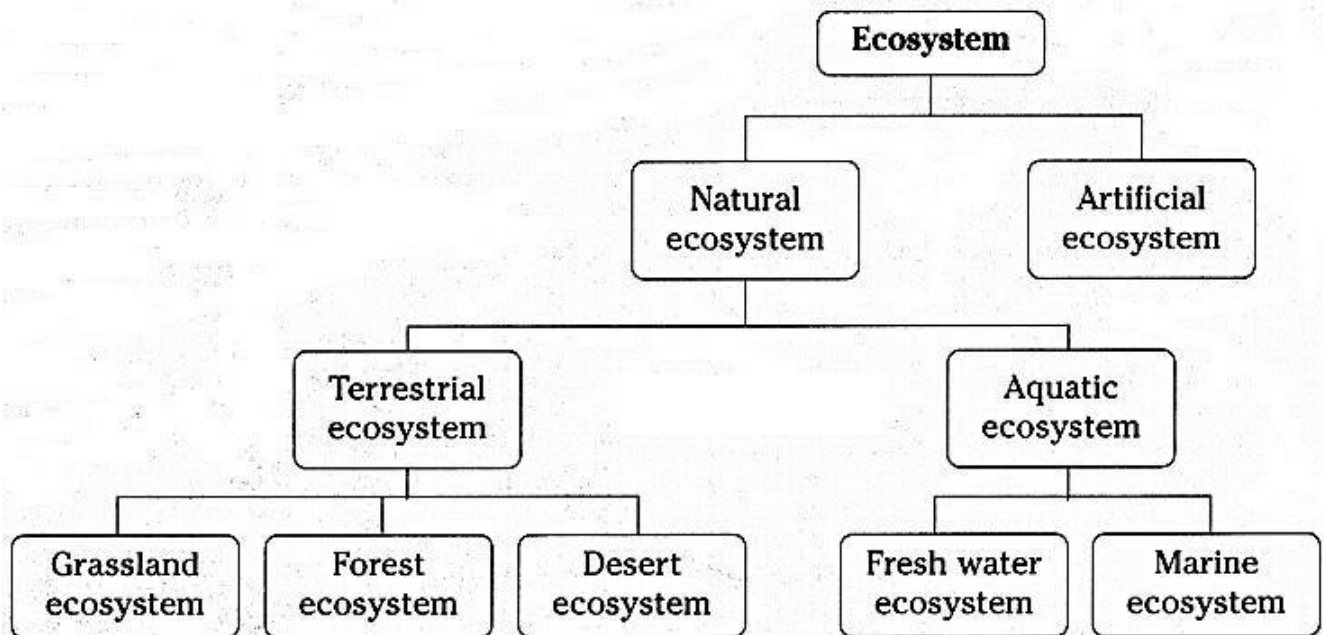 Ecosystem
Natural
ecosystem
Artificial
ecosystem
Terrestrial
ecosystem
Aquatic
ecosystem
Grassland
ecosystem
Forest
ecosystem
Desert
ecosystem
Fresh water
ecosystem
Marine
ecosystem